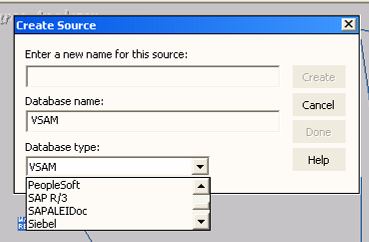 Create Source
Enter a new name for this source:
Create
Database name:
VSAM
Cancel
Done
Database type:
VSAM
Help
PeopleSoft
SAP R/3
SAPALEIDoc
Siebel